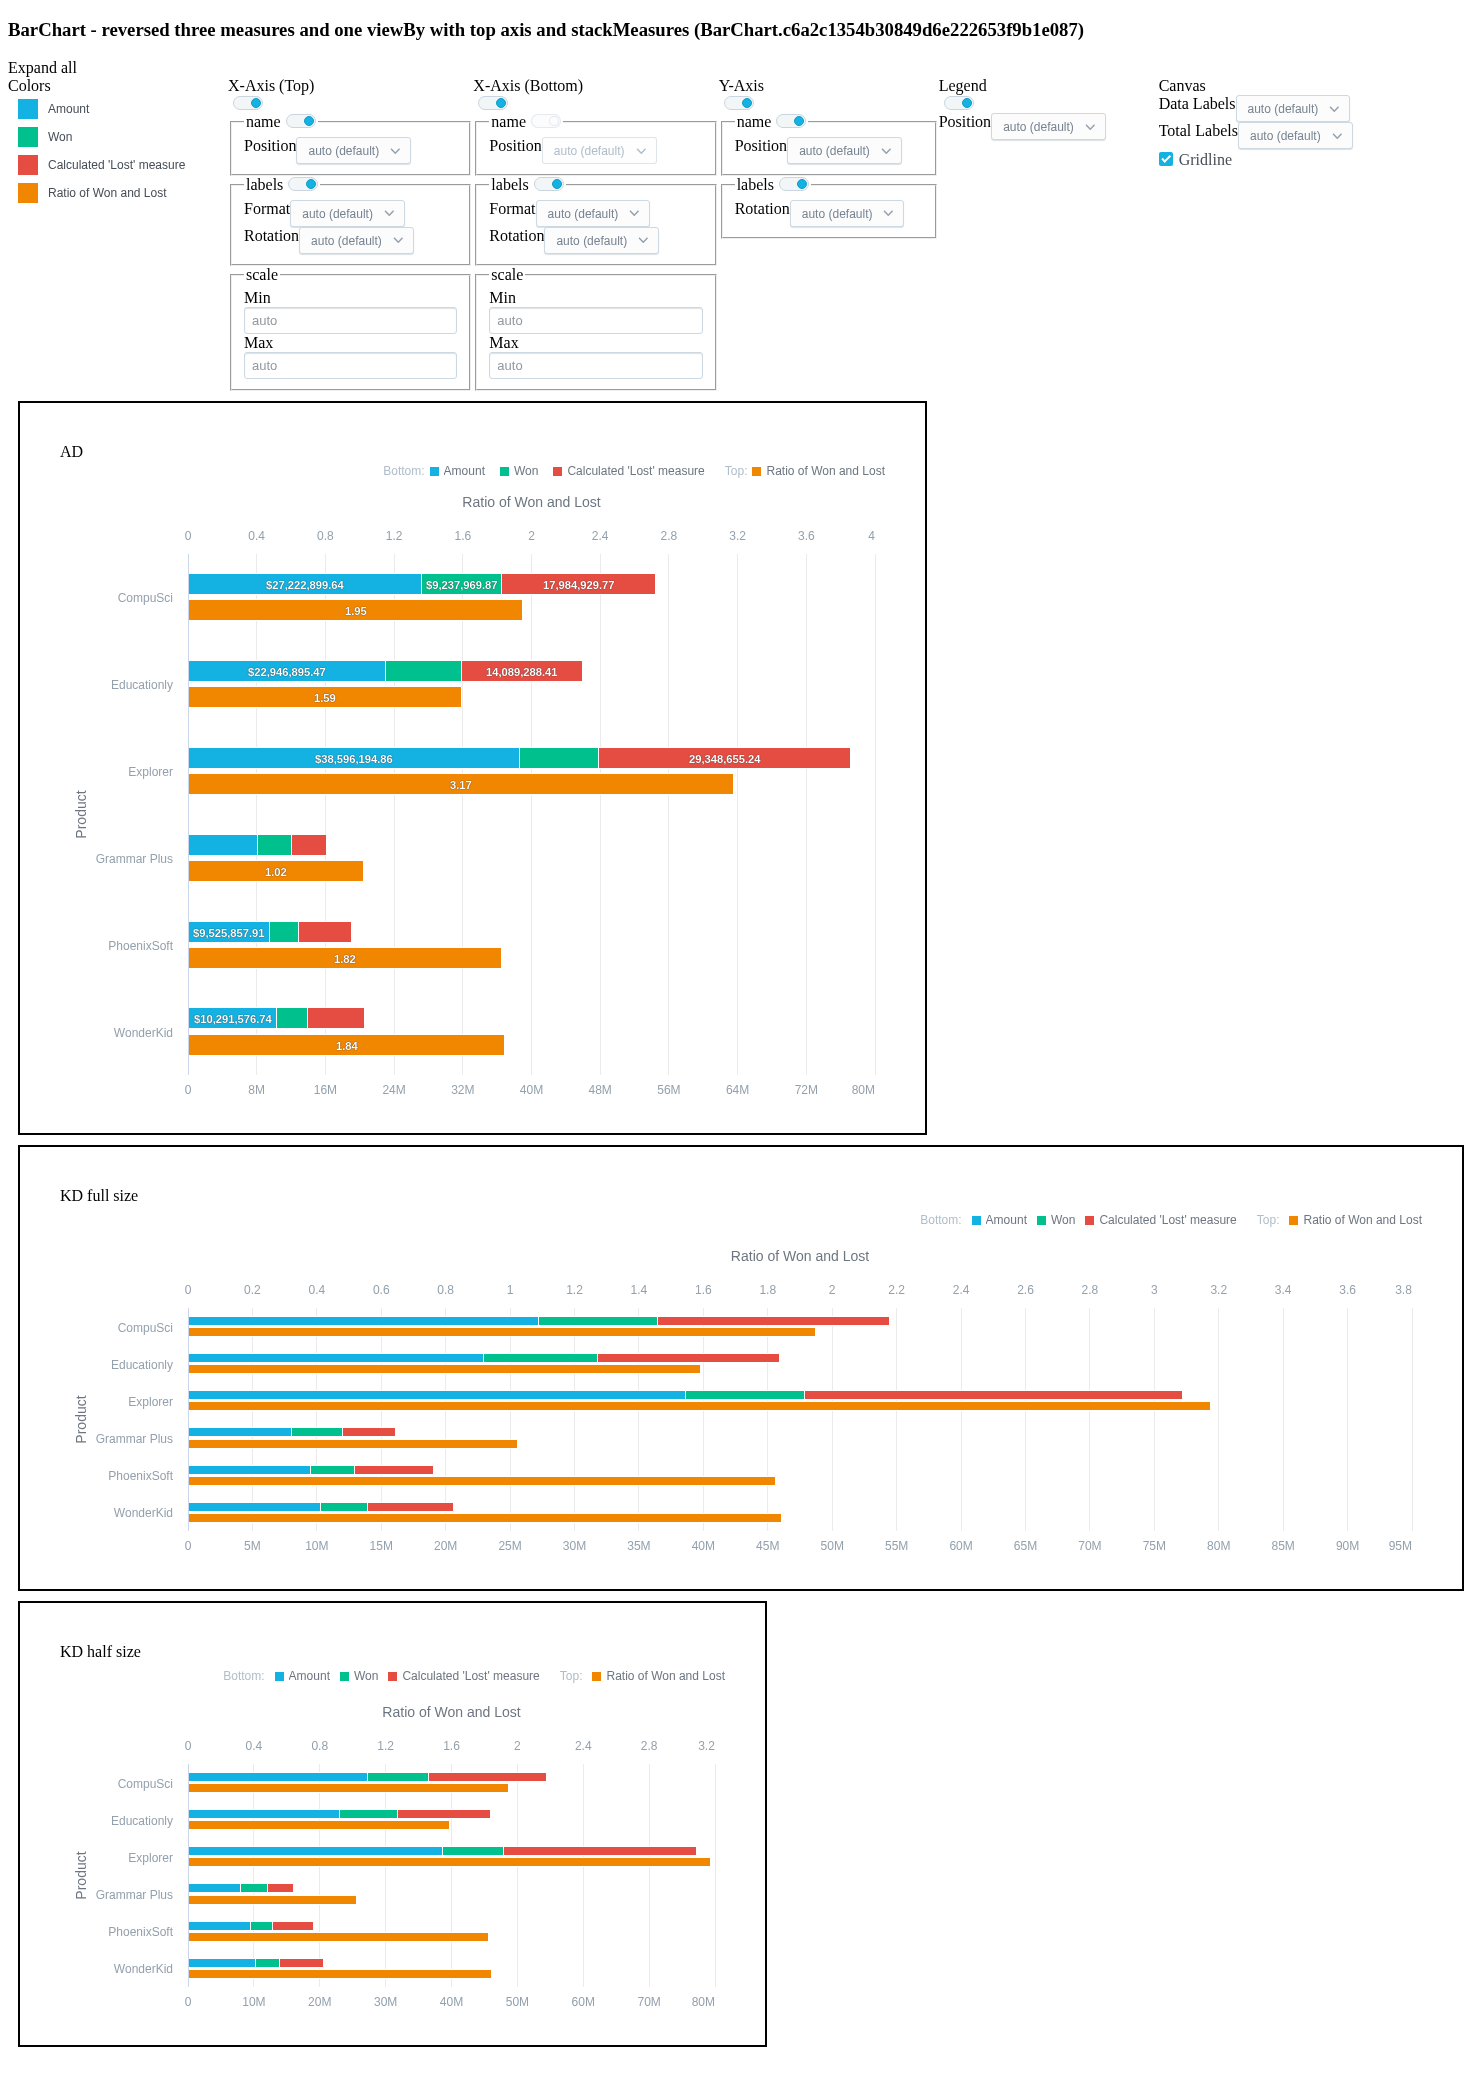 BarChart - reversed three measures and one viewBy with top axis and stackMeasures (BarChart.c6a2c1354b30849d6e222653f9b1e087)
Expand all
Colors
Amount
Won
Calculated 'Lost' measure
Ratio of Won and Lost
X-Axis (Top)
name
Position auto (default)
labels
Format auto (default)
Rotation auto (default)
scale
Min
auto
Max
auto
X-Axis (Bottom)
name
Position auto (default)
labels
Format auto (default)
Rotation auto (default)
scale
Min
auto
Max
auto
Y-Axis
name
Position auto (default)
labels
Rotation auto (default)
Legend
Position auto (default)
Canvas
Data Labels auto (default)
Total Labels auto (default)
Gridline
AD
Bottom: Amount Won Calculated 'Lost' measure Top: Ratio of Won and Lost
Ratio of Won and Lost
0 0.4 0.8 1.2 1.6 2 2.4 2.8 3.2 3.6 4
Product
CompuSci
$27,222,899.64 $9,237,969.87 17,984,929.77
1.95
Educationly
$22,946,895.47 14,089,288.41
1.59
Explorer
$38,596,194.86 29,348,655.24
3.17
Grammar Plus
1.02
PhoenixSoft
$9,525,857.91
1.82
WonderKid
$10,291,576.74
1.84
0 8M 16M 24M 32M 40M 48M 56M 64M 72M 80M
KD full size
Bottom: Amount Won Calculated 'Lost' measure Top: Ratio of Won and Lost
Ratio of Won and Lost
0 0.2 0.4 0.6 0.8 1 1.2 1.4 1.6 1.8 2 2.2 2.4 2.6 2.8 3 3.2 3.4 3.6 3.8
Product
CompuSci
Educationly
Explorer
Grammar Plus
PhoenixSoft
WonderKid
0 5M 10M 15M 20M 25M 30M 35M 40M 45M 50M 55M 60M 65M 70M 75M 80M 85M 90M 95M
KD half size
Bottom: Amount Won Calculated 'Lost' measure Top: Ratio of Won and Lost
Ratio of Won and Lost
0 0.4 0.8 1.2 1.6 2 2.4 2.8 3.2
Product
CompuSci
Educationly
Explorer
Grammar Plus
PhoenixSoft
WonderKid
0 10M 20M 30M 40M 50M 60M 70M 80M